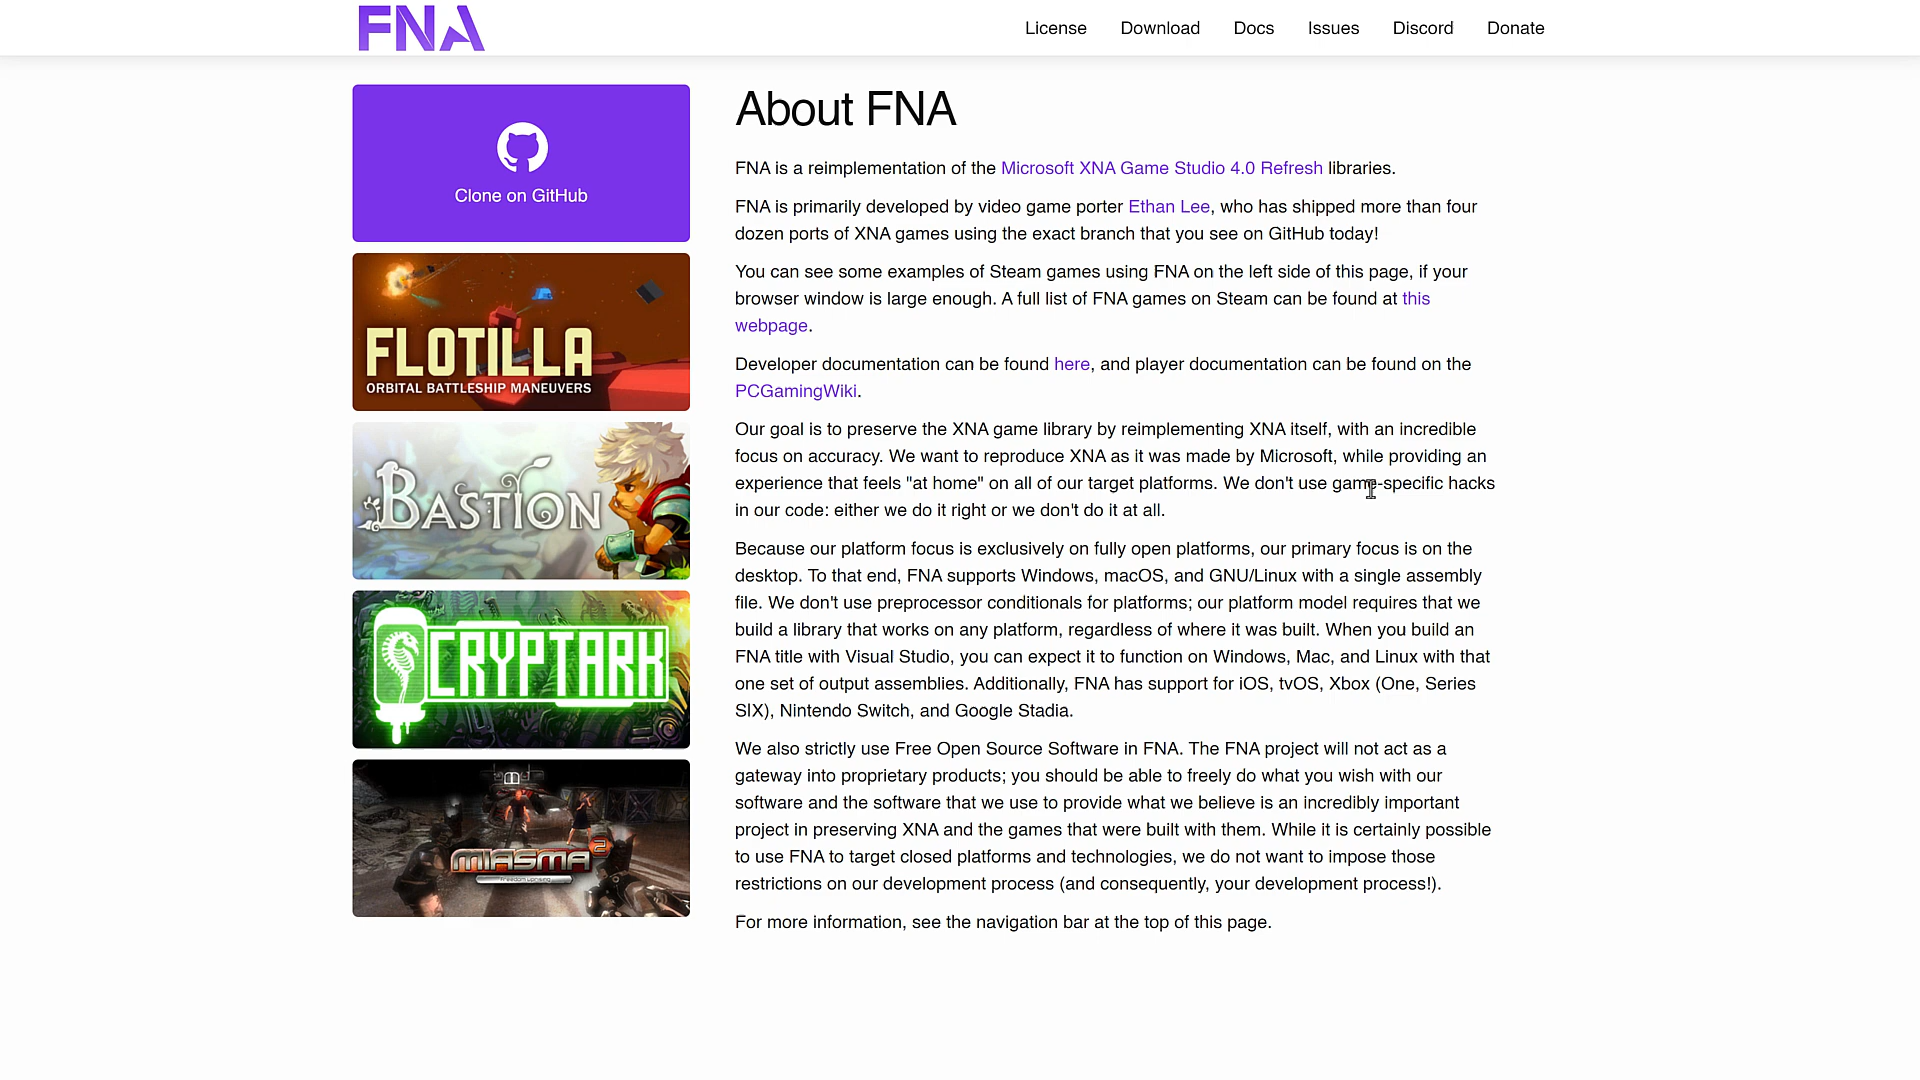 FNA
License Download Docs Issues Discord Donate
Clone on GitHub
FLOTILLA
ORBITAL BATTLESHIP MANEUVERS
BASTION
CRYPTARK
MIASMA 2
FREEDOM UPRISING
About FNA
FNA is a reimplementation of the Microsoft XNA Game Studio 4.0 Refresh libraries.
FNA is primarily developed by video game porter Ethan Lee, who has shipped more than four
dozen ports of XNA games using the exact branch that you see on GitHub today!
You can see some examples of Steam games using FNA on the left side of this page, if your
browser window is large enough. A full list of FNA games on Steam can be found at this
webpage.
Developer documentation can be found here, and player documentation can be found on the
PCGamingWiki.
Our goal is to preserve the XNA game library by reimplementing XNA itself, with an incredible
focus on accuracy. We want to reproduce XNA as it was made by Microsoft, while providing an
experience that feels "at home" on all of our target platforms. We don't use game-specific hacks
in our code: either we do it right or we don't do it at all.
Because our platform focus is exclusively on fully open platforms, our primary focus is on the
desktop. To that end, FNA supports Windows, macOS, and GNU/Linux with a single assembly
file. We don't use preprocessor conditionals for platforms; our platform model requires that we
build a library that works on any platform, regardless of where it was built. When you build an
FNA title with Visual Studio, you can expect it to function on Windows, Mac, and Linux with that
one set of output assemblies. Additionally, FNA has support for iOS, tvOS, Xbox (One, Series
SIX), Nintendo Switch, and Google Stadia.
We also strictly use Free Open Source Software in FNA. The FNA project will not act as a
gateway into proprietary products; you should be able to freely do what you wish with our
software and the software that we use to provide what we believe is an incredibly important
project in preserving XNA and the games that were built with them. While it is certainly possible
to use FNA to target closed platforms and technologies, we do not want to impose those
restrictions on our development process (and consequently, your development process!).
For more information, see the navigation bar at the top of this page.